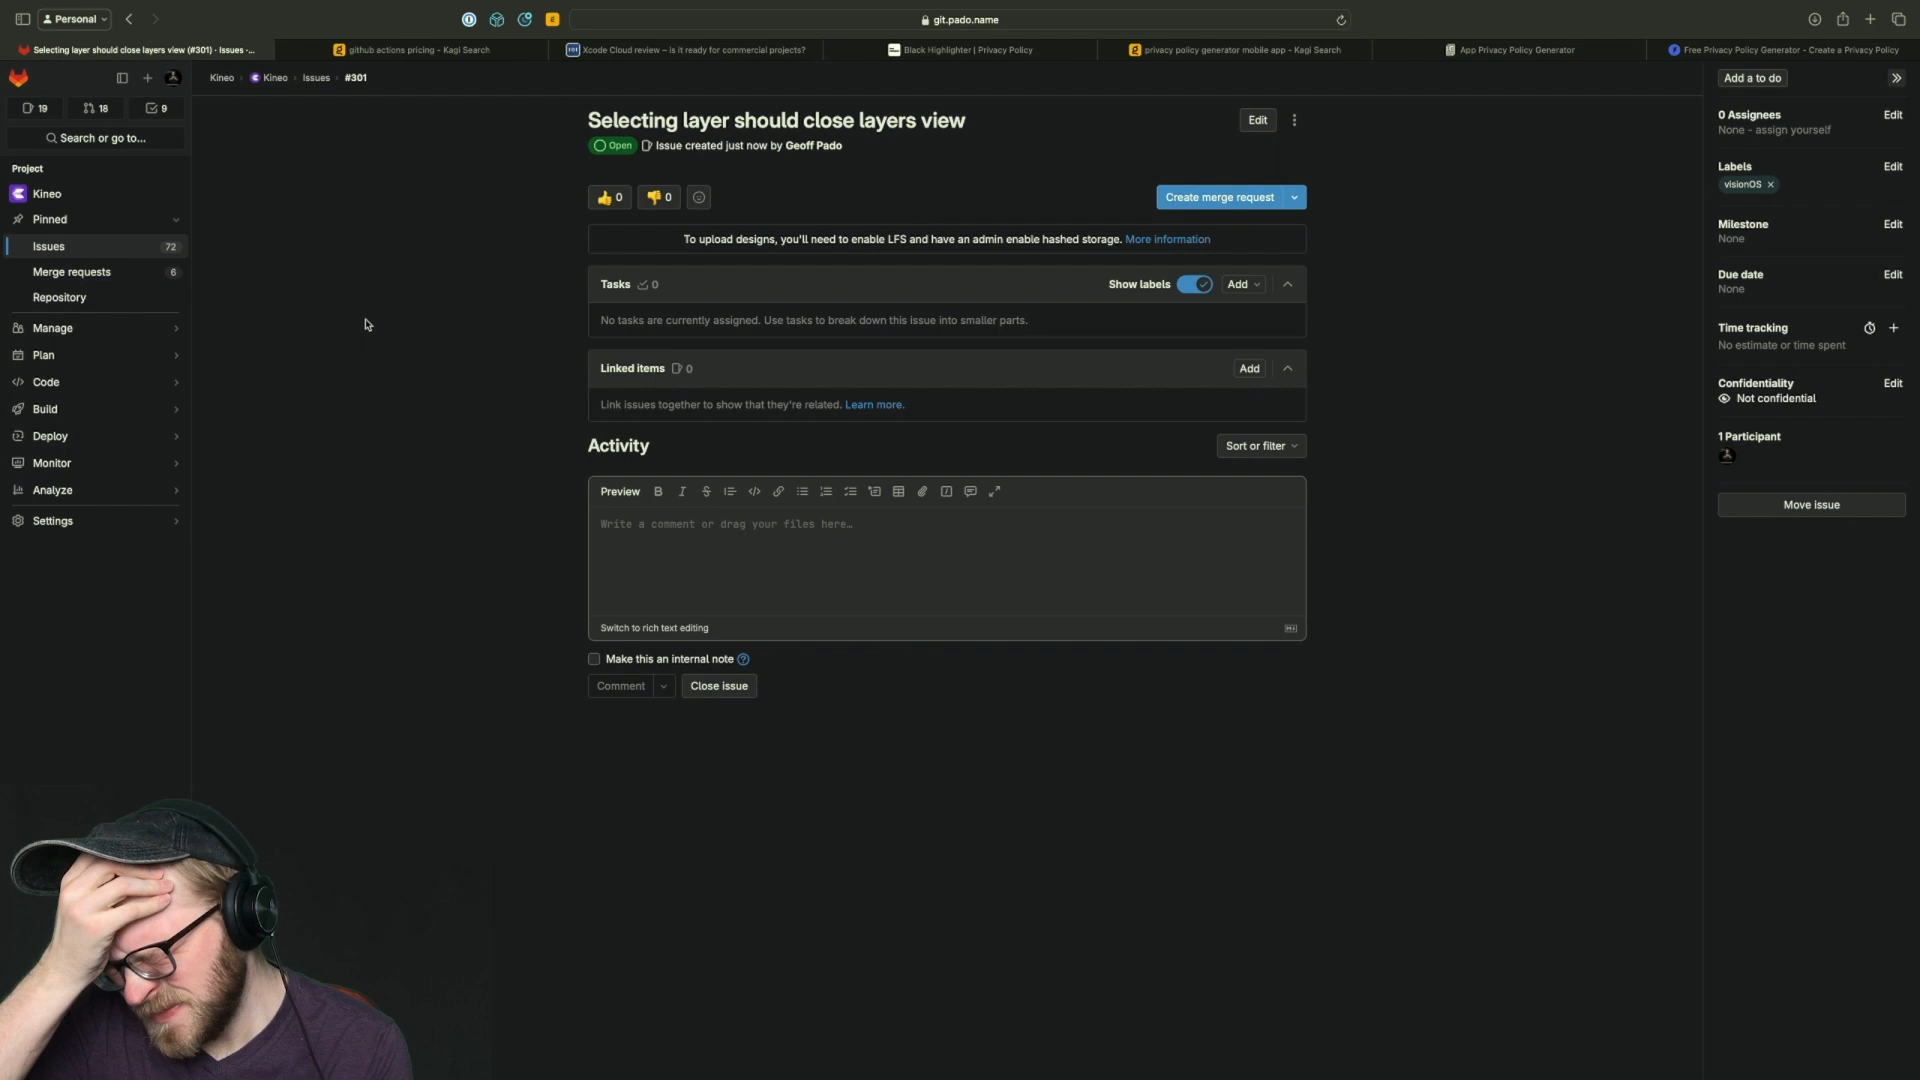 Personal
git.pado.name
Selecting layer should close layers view (#301) · Issues ·...
github actions pricing - Kagi Search
Xcode Cloud review – is it ready for commercial projects?
Black Highlighter | Privacy Policy
privacy policy generator mobile app - Kagi Search
App Privacy Policy Generator
Free Privacy Policy Generator - Create a Privacy Policy
Kineo
Kineo
Issues
#301
Add a to do
19
18
9
Search or go to...
Project
Kineo
Pinned
Issues 72
Merge requests 6
Repository
Manage
Plan
Code
Build
Deploy
Monitor
Analyze
Settings
Selecting layer should close layers view
Edit
Open Issue created just now by Geoff Pado
0
0
Create merge request
To upload designs, you'll need to enable LFS and have an admin enable hashed storage. More information
Tasks 0
Show labels
Add
No tasks are currently assigned. Use tasks to break down this issue into smaller parts.
Linked items 0
Add
Link issues together to show that they're related. Learn more.
Activity
Sort or filter
Preview
Write a comment or drag your files here…
Switch to rich text editing
Make this an internal note
Comment
Close issue
0 Assignees Edit
None - assign yourself
Labels Edit
visionOS
Milestone Edit
None
Due date Edit
None
Time tracking
No estimate or time spent
Confidentiality Edit
Not confidential
1 Participant
Move issue